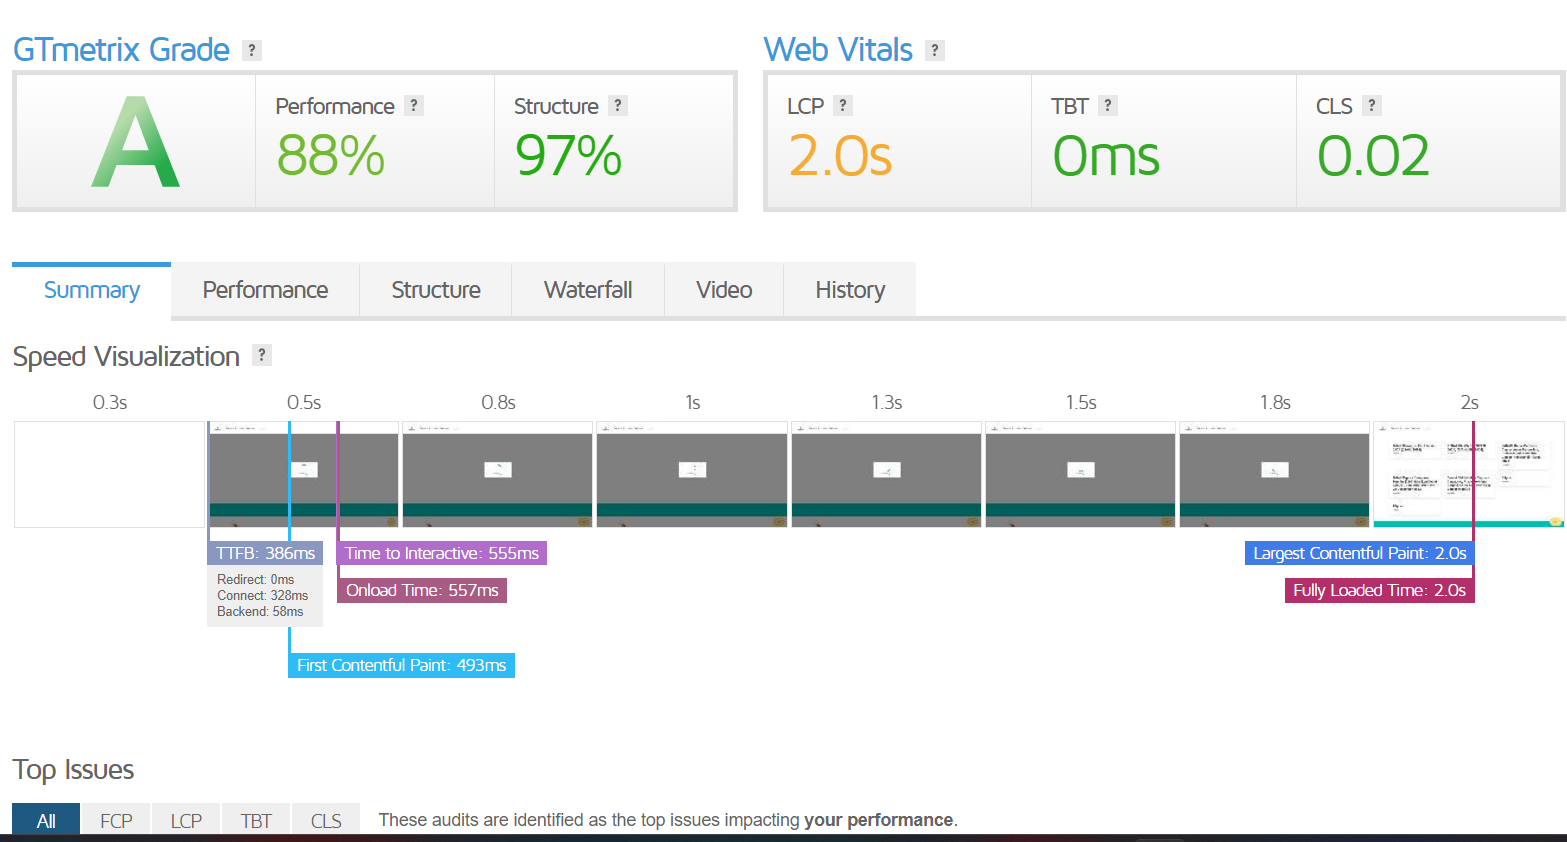 GTmetrix Grade ?
Web Vitals ?
Performance ?
Structure ?
LCP ?
TBT ?
CLS ?
A
88%
97%
2.0s
0ms
0.02
Summary
Performance
Structure
Waterfall
Video
History
Speed Visualization ?
0.3s
0.5s
0.8s
1s
1.3s
1.5s
1.8s
2s
TTFB: 386ms
Redirect: 0ms
Connect: 328ms
Backend: 58ms
Time to Interactive: 555ms
Onload Time: 557ms
First Contentful Paint: 493ms
Largest Contentful Paint: 2.0s
Fully Loaded Time: 2.0s
Top Issues
All
FCP
LCP
TBT
CLS
These audits are identified as the top issues impacting your performance.